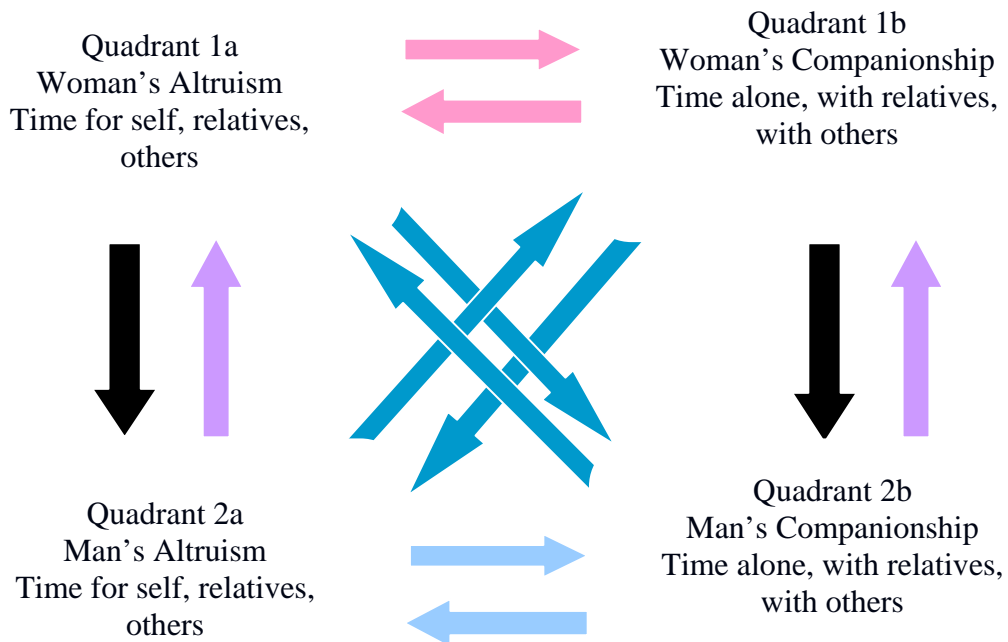 Quadrant 1a
Woman’s Altruism
Time for self, relatives,
others
Quadrant 1b
Woman’s Companionship
Time alone, with relatives,
with others
Quadrant 2a
Man’s Altruism
Time for self, relatives,
others
Quadrant 2b
Man’s Companionship
Time alone, with relatives,
with others